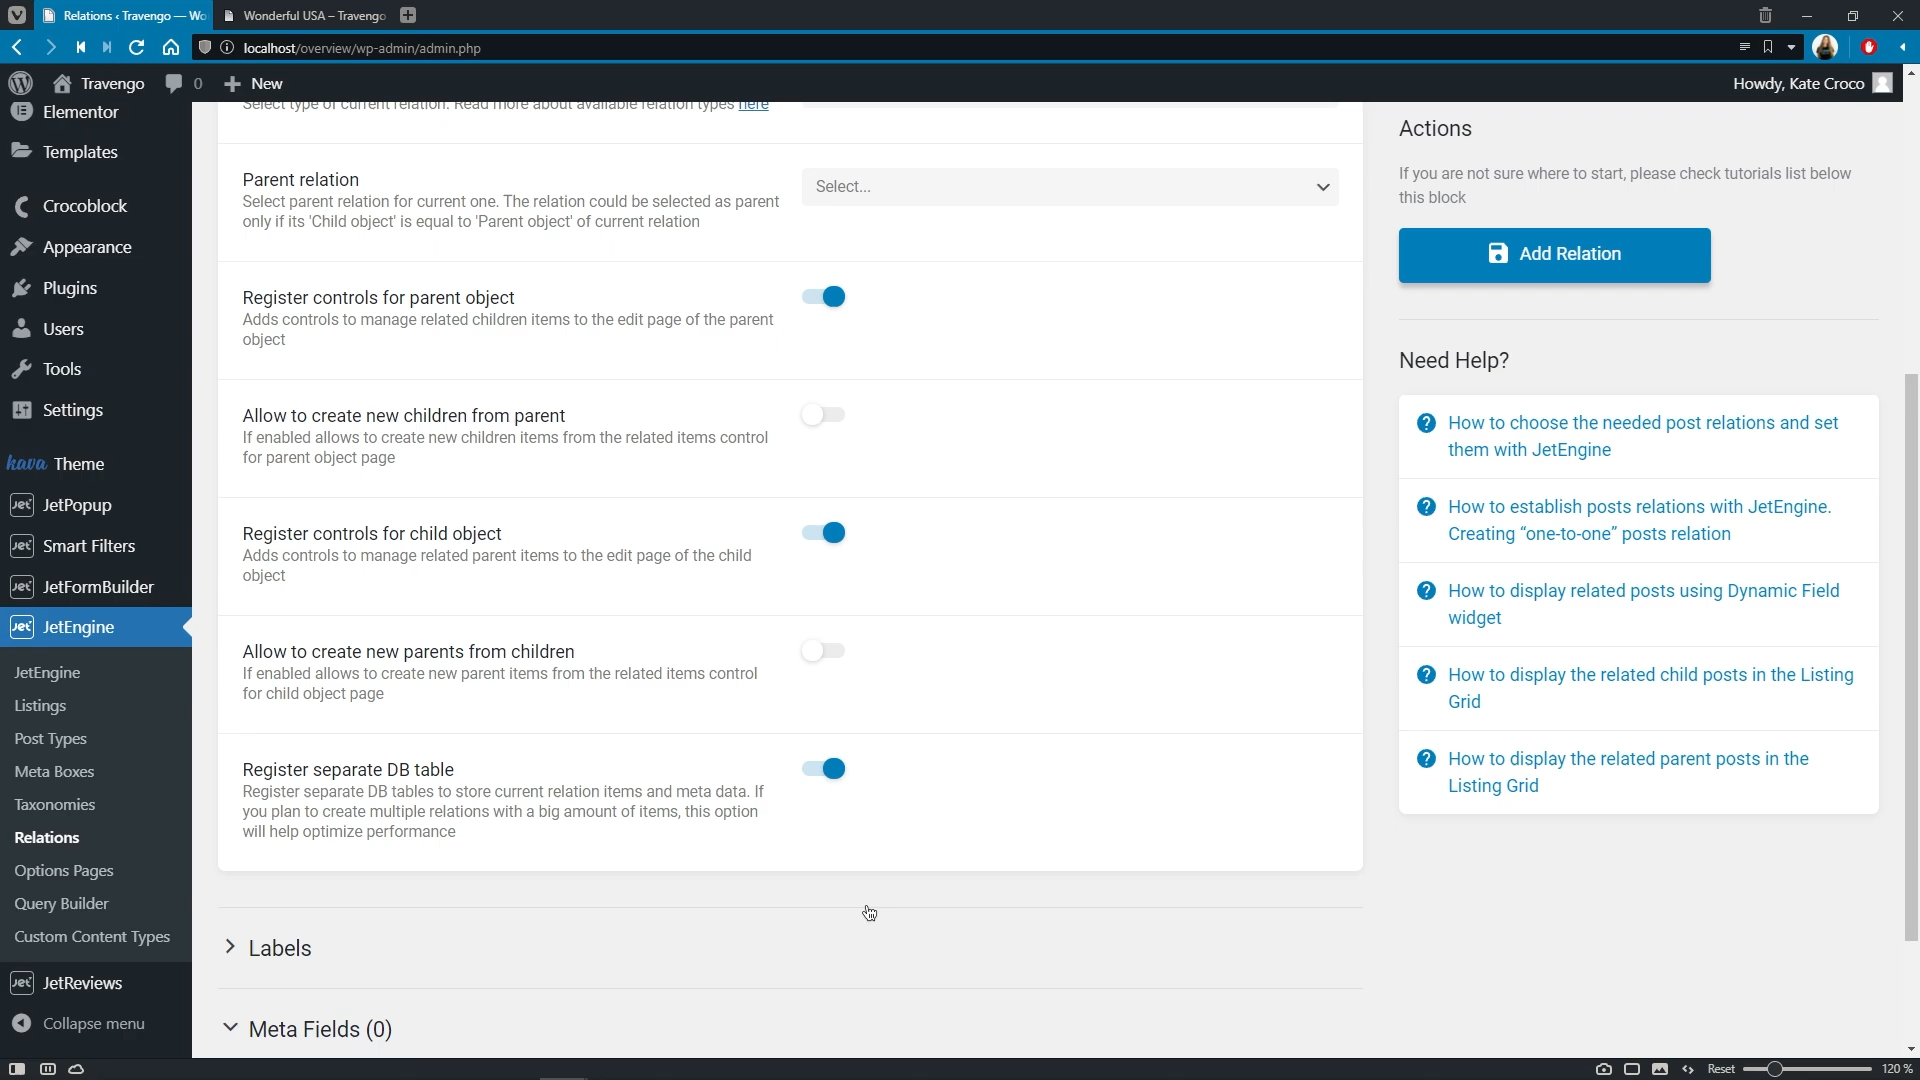 Relations ‹ Travengo — Wo
Wonderful USA – Travengo
localhost/overview/wp-admin/admin.php
Travengo
0
New
Howdy, Kate Croco
Elementor
Templates
Crocoblock
Appearance
Plugins
Users
Tools
Settings
kava Theme
Jet JetPopup
Jet Smart Filters
Jet JetFormBuilder
Jet JetEngine
JetEngine
Listings
Post Types
Meta Boxes
Taxonomies
Relations
Options Pages
Query Builder
Custom Content Types
Jet JetReviews
Collapse menu
Select type of current relation. Read more about available relation types here
Parent relation
Select parent relation for current one. The relation could be selected as parent
only if its 'Child object' is equal to 'Parent object' of current relation
Select...
Register controls for parent object
Adds controls to manage related children items to the edit page of the parent
object
Allow to create new children from parent
If enabled allows to create new children items from the related items control
for parent object page
Register controls for child object
Adds controls to manage related parent items to the edit page of the child
object
Allow to create new parents from children
If enabled allows to create new parent items from the related items control
for child object page
Register separate DB table
Register separate DB tables to store current relation items and meta data. If
you plan to create multiple relations with a big amount of items, this option
will help optimize performance
Labels
Meta Fields (0)
Actions
If you are not sure where to start, please check tutorials list below
this block
Add Relation
Need Help?
How to choose the needed post relations and set
them with JetEngine
How to establish posts relations with JetEngine.
Creating “one-to-one” posts relation
How to display related posts using Dynamic Field
widget
How to display the related child posts in the Listing
Grid
How to display the related parent posts in the
Listing Grid
Reset
120 %